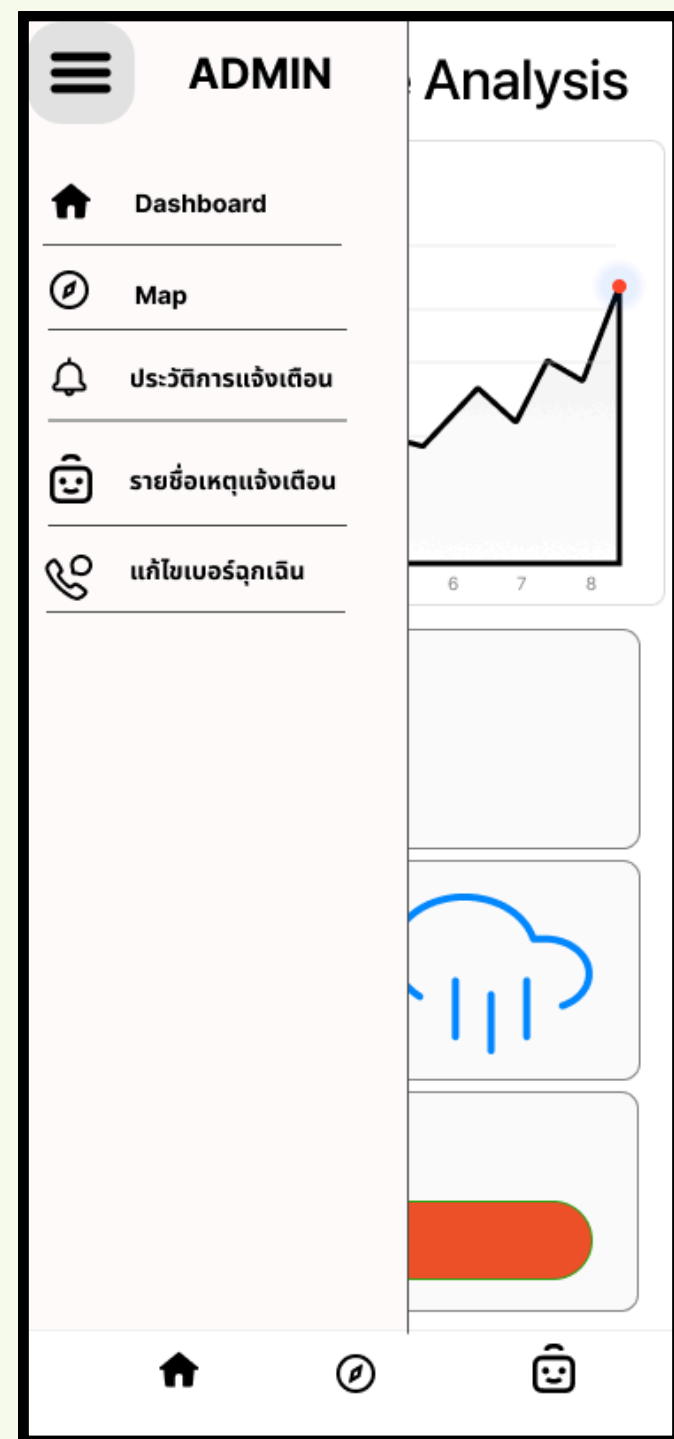 ADMIN
Analysis
Dashboard
Map
ประวัติการแจ้งเตือน
รายชื่อเหตุแจ้งเตือน
แก้ไขเบอร์ฉุกเฉิน
6 7 8